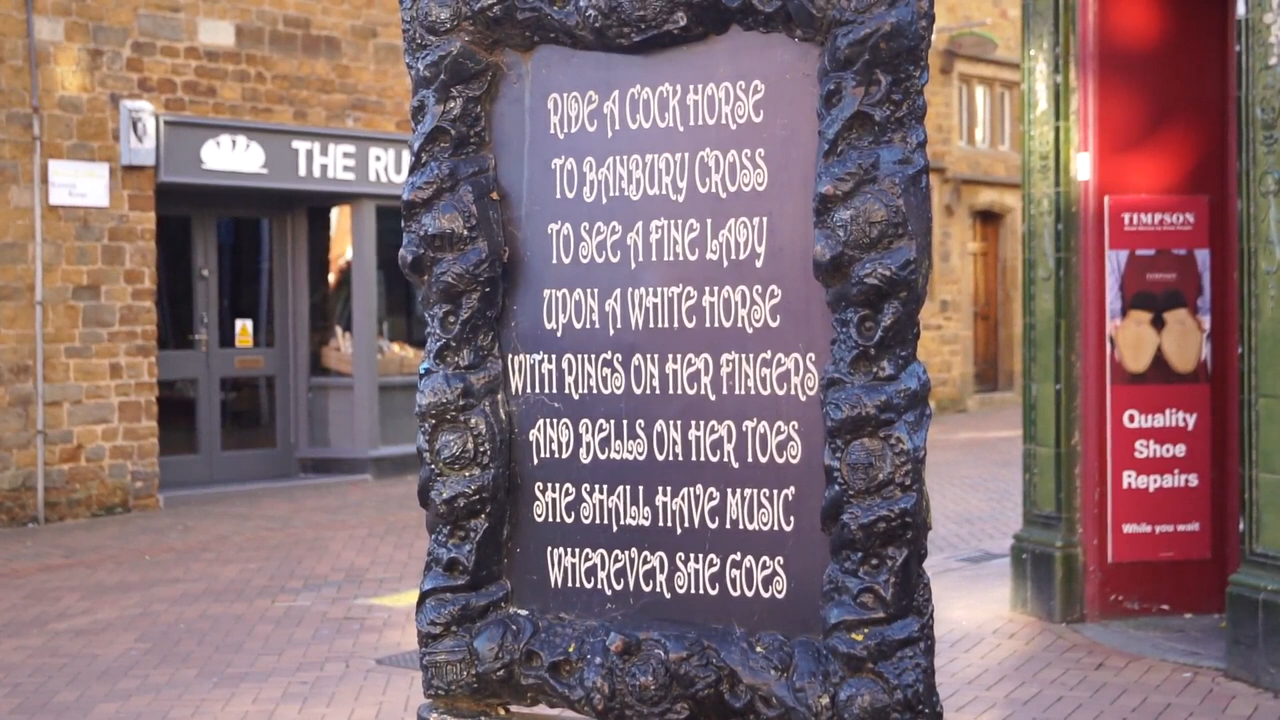 RIDE A COCK HORSE
TO BANBURY CROSS
TO SEE A FINE LADY
UPON A WHITE HORSE
WITH RINGS ON HER FINGERS
AND BELLS ON HER TOES
SHE SHALL HAVE MUSIC
WHEREVER SHE GOES
THE RU
TIMPSON
TIMPSON
Quality
Shoe
Repairs
While you wait